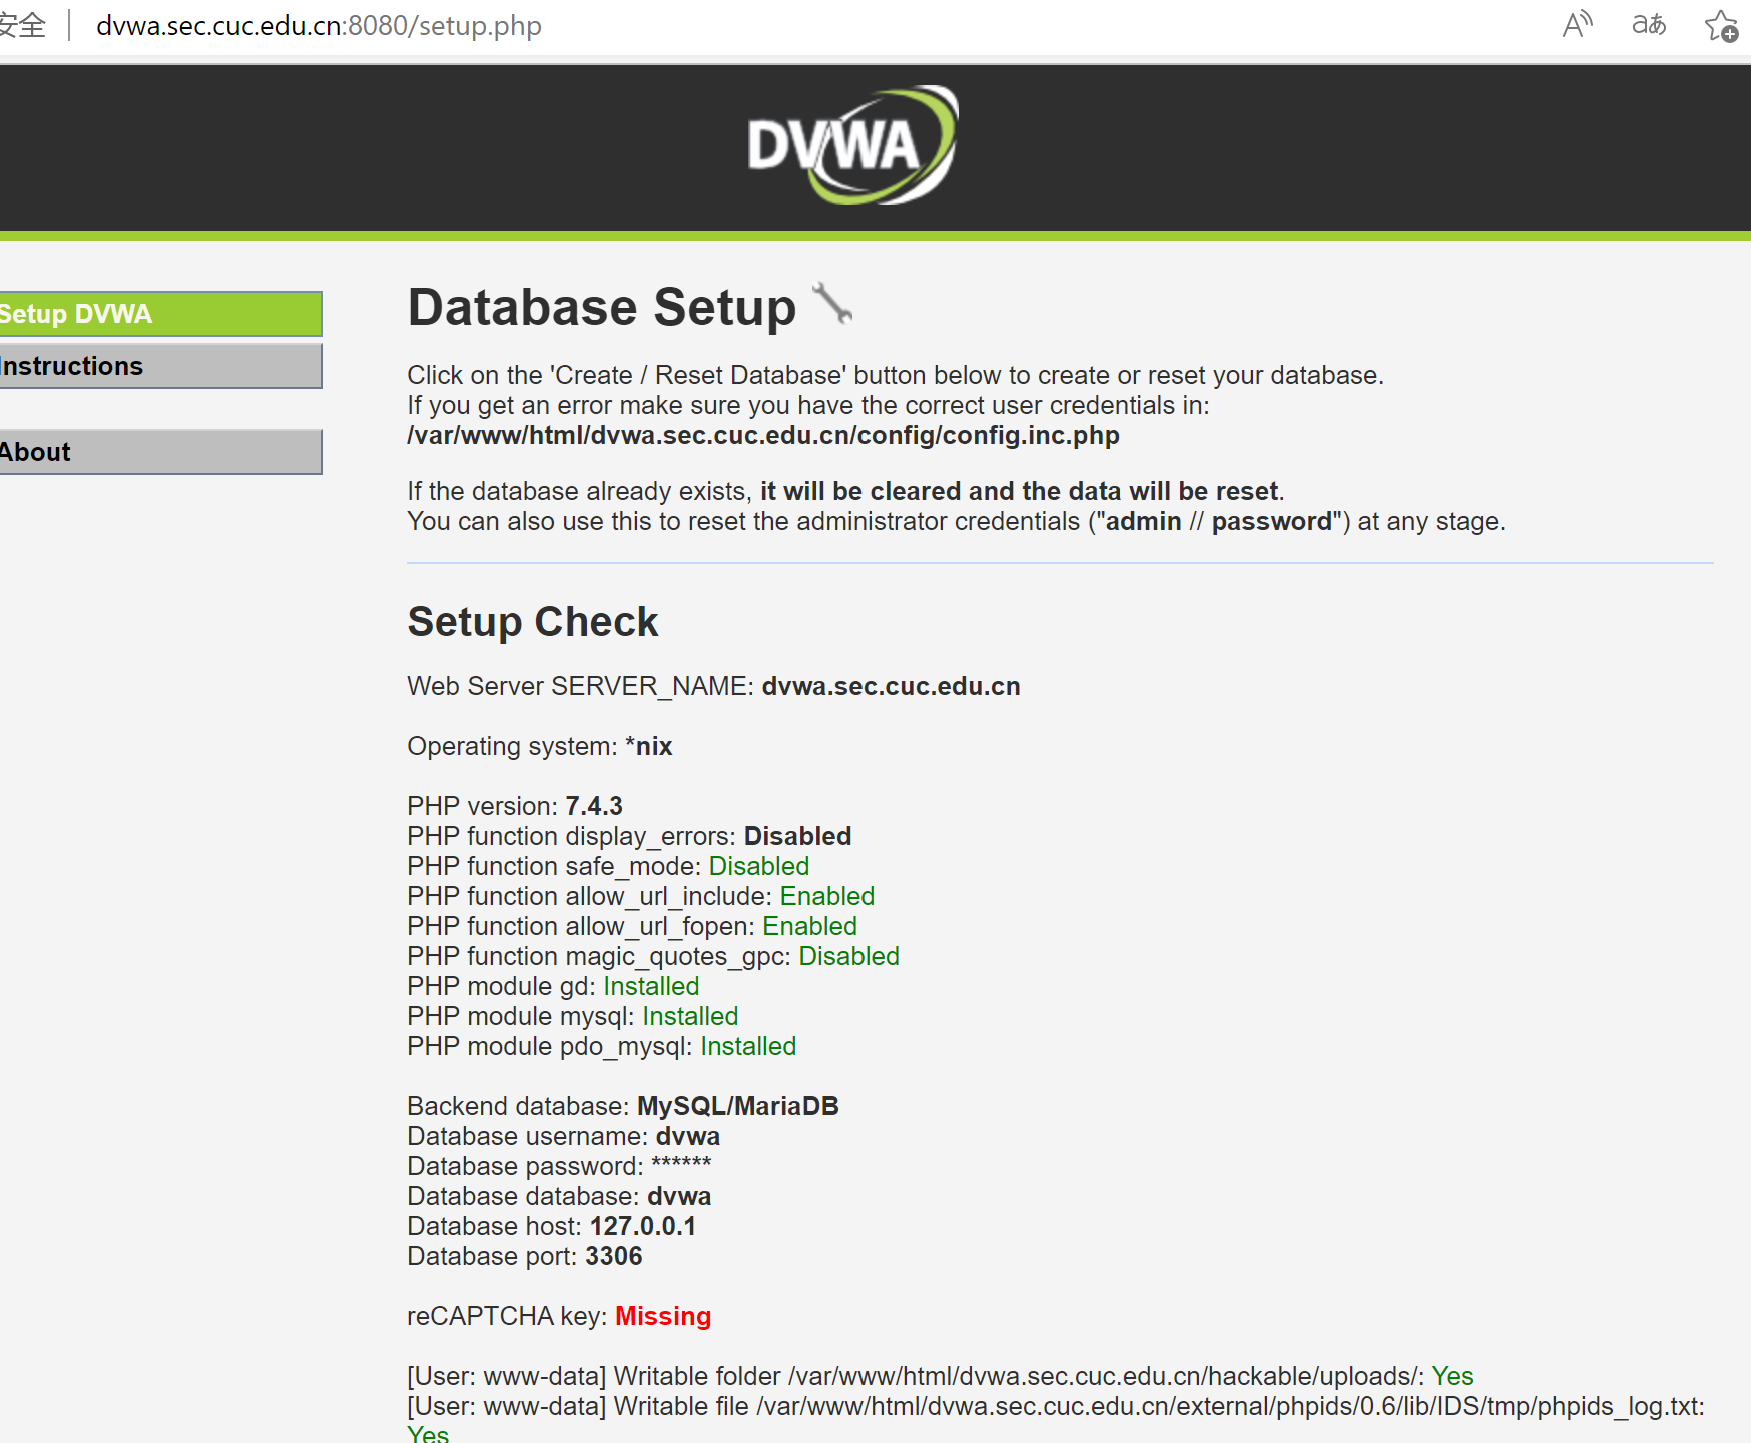 安全 | dvwa.sec.cuc.edu.cn:8080/setup.php
DVWA
Setup DVWA
Instructions
About
Database Setup
Click on the 'Create / Reset Database' button below to create or reset your database.
If you get an error make sure you have the correct user credentials in:
/var/www/html/dvwa.sec.cuc.edu.cn/config/config.inc.php
If the database already exists, it will be cleared and the data will be reset.
You can also use this to reset the administrator credentials ("admin // password") at any stage.
Setup Check
Web Server SERVER_NAME: dvwa.sec.cuc.edu.cn
Operating system: *nix
PHP version: 7.4.3
PHP function display_errors: Disabled
PHP function safe_mode: Disabled
PHP function allow_url_include: Enabled
PHP function allow_url_fopen: Enabled
PHP function magic_quotes_gpc: Disabled
PHP module gd: Installed
PHP module mysql: Installed
PHP module pdo_mysql: Installed
Backend database: MySQL/MariaDB
Database username: dvwa
Database password: ******
Database database: dvwa
Database host: 127.0.0.1
Database port: 3306
reCAPTCHA key: Missing
[User: www-data] Writable folder /var/www/html/dvwa.sec.cuc.edu.cn/hackable/uploads/: Yes
[User: www-data] Writable file /var/www/html/dvwa.sec.cuc.edu.cn/external/phpids/0.6/lib/IDS/tmp/phpids_log.txt:
Yes